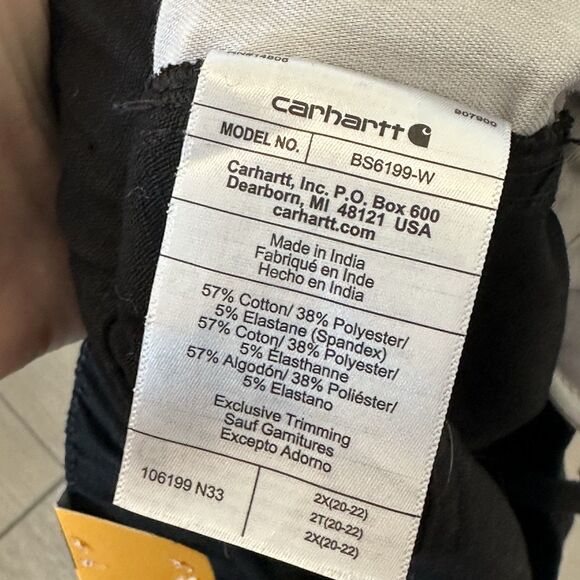 907900
carhartt
MODEL NO. BS6199-W
Carhartt, Inc. P.O. Box 600
Dearborn, MI 48121 USA
carhartt.com
Made in India
Fabriqué en Inde
Hecho en India
57% Cotton/ 38% Polyester/
5% Elastane (Spandex)
57% Coton/ 38% Polyester/
5% Élasthanne
57% Algodón/ 38% Poliéster/
5% Elastano
Exclusive Trimming
Sauf Garnitures
Excepto Adorno
106199 N33
2X(20-22)
2T(20-22)
2X(20-22)